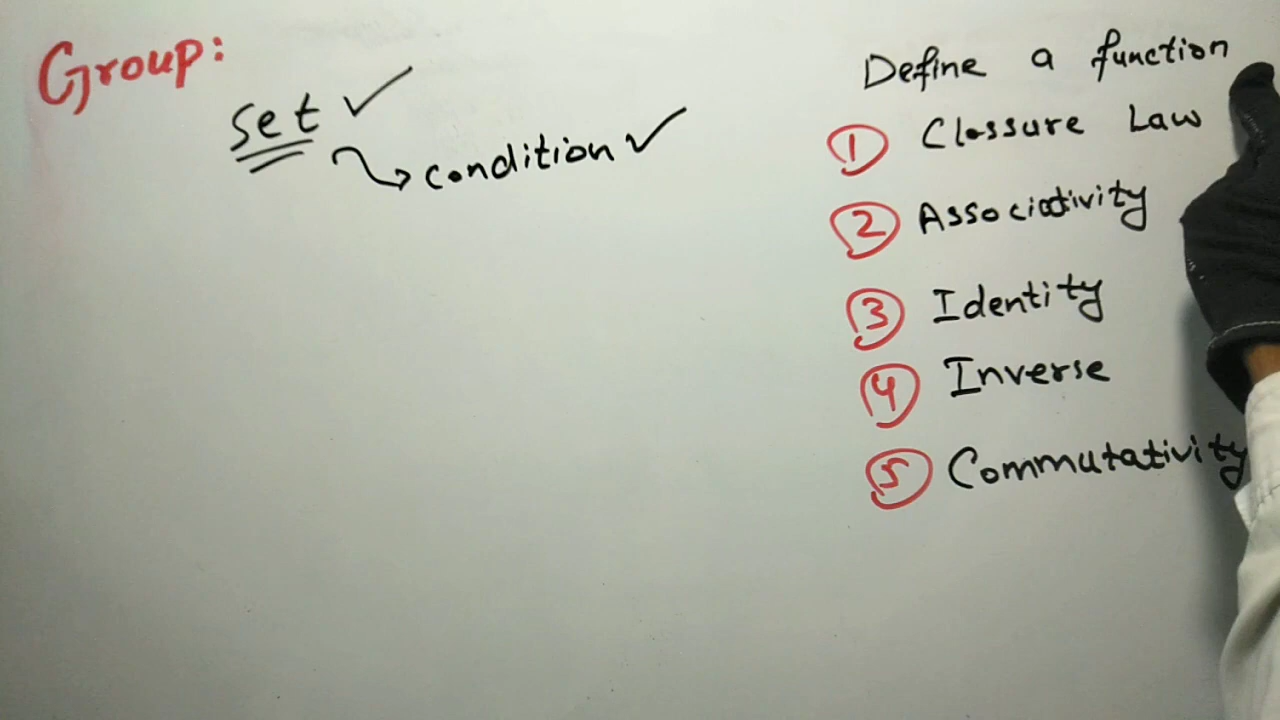 Group:
Set ✓
condition ✓
Define a function
1 Clossure Law
2 Associativity
3 Identity
4 Inverse
5 Commutativity